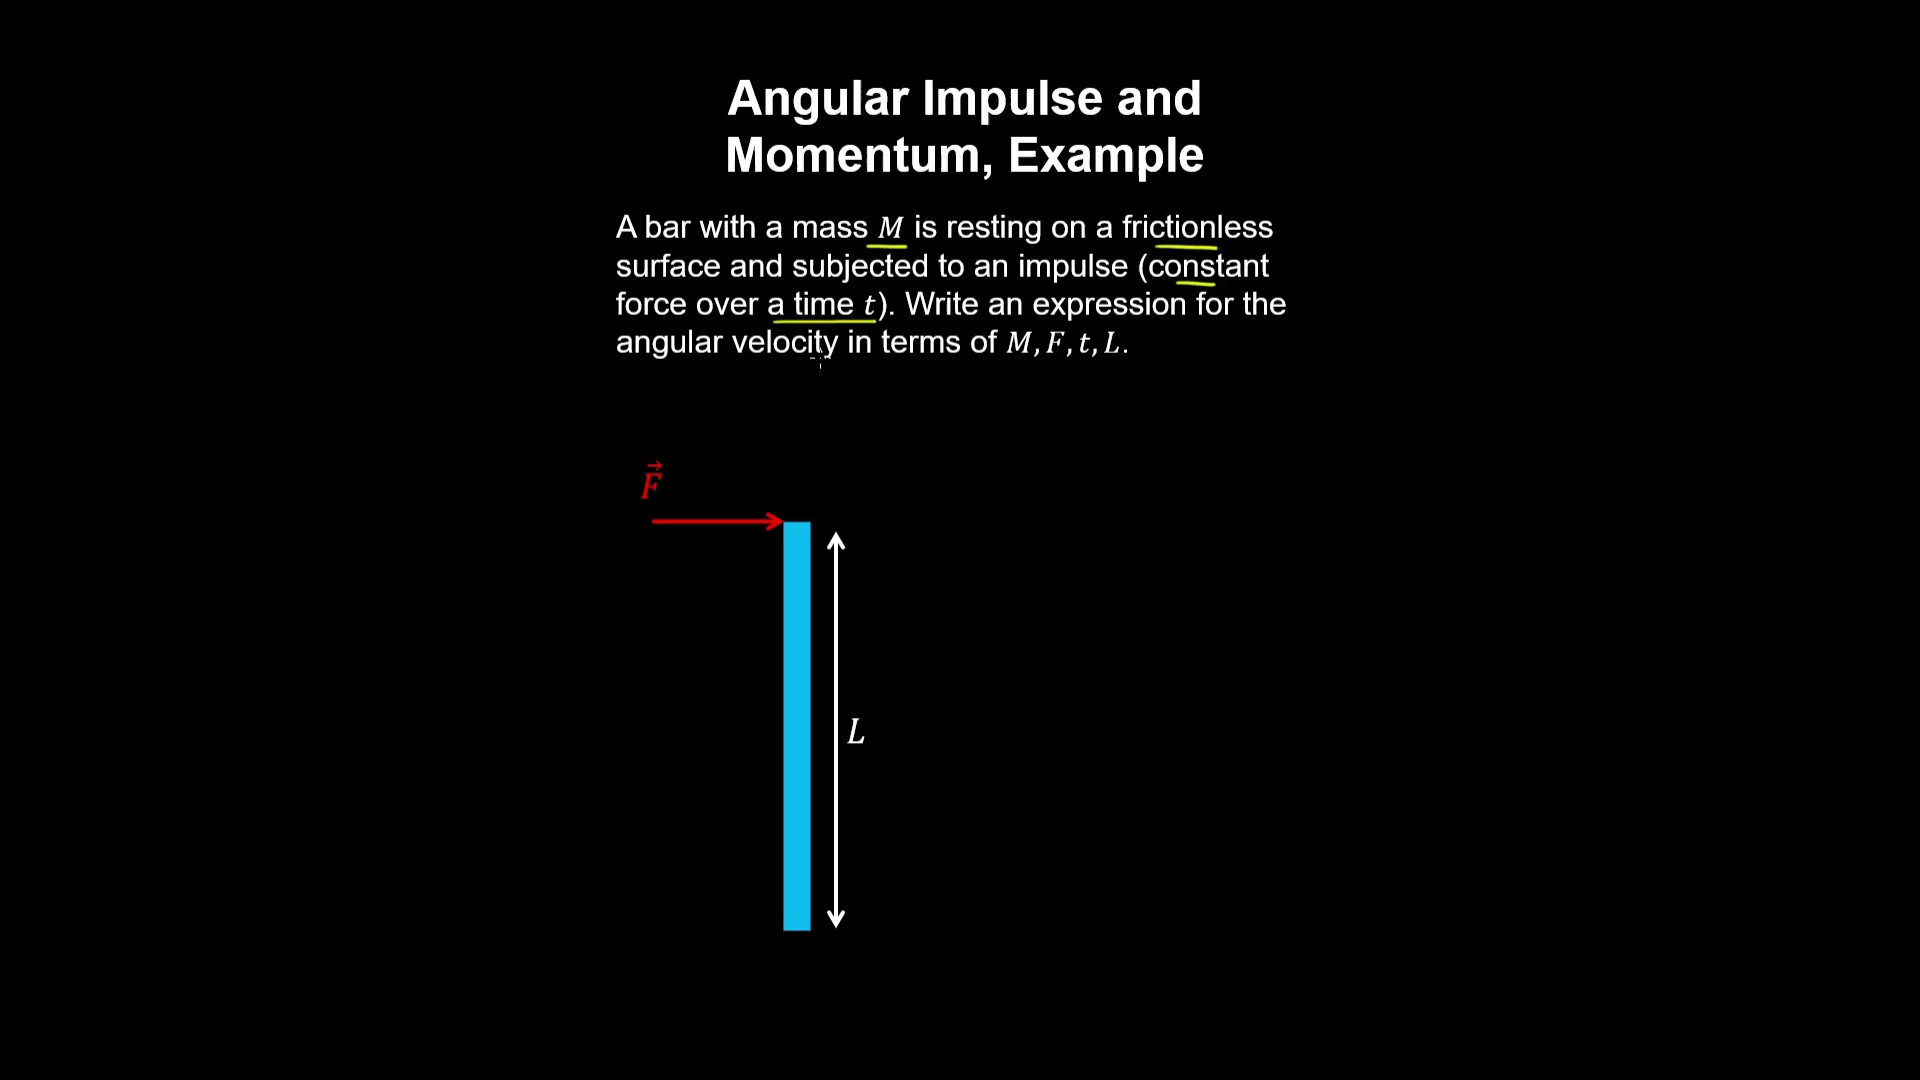 Angular Impulse and
Momentum, Example
A bar with a mass M is resting on a frictionless
surface and subjected to an impulse (constant
force over a time t). Write an expression for the
angular velocity in terms of M, F, t, L.
F⃗
L